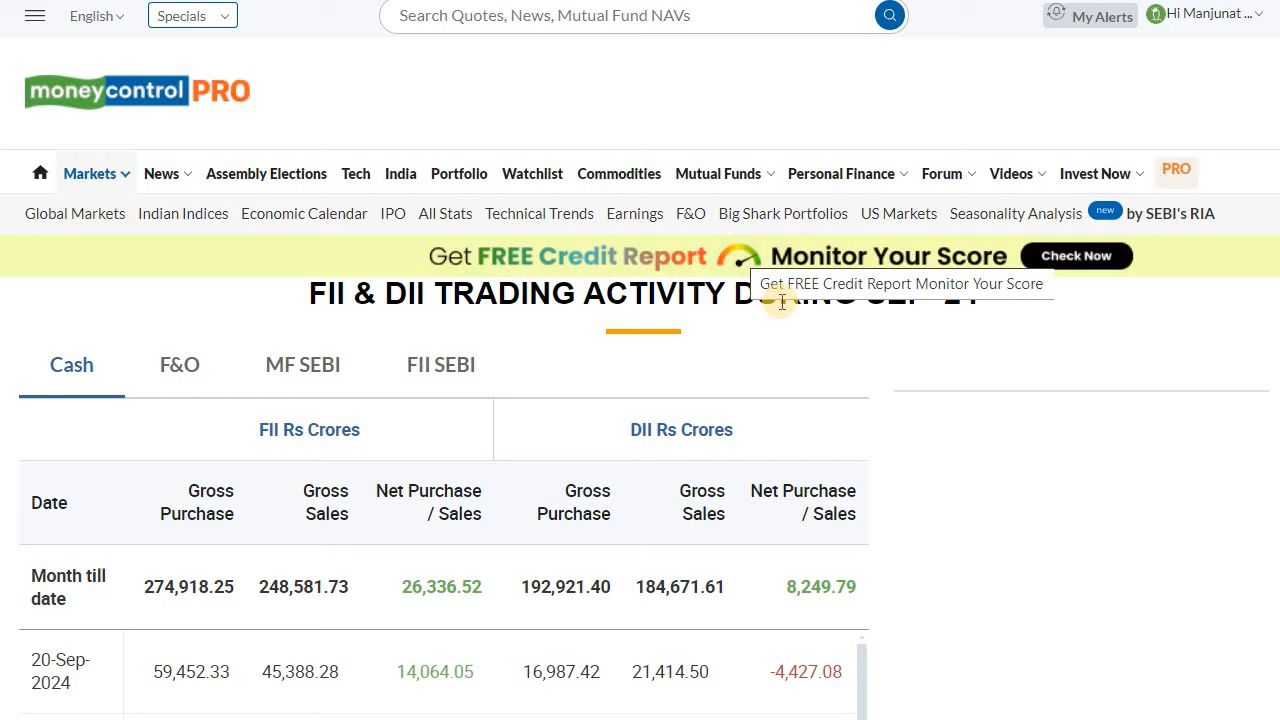 English
Specials
Search Quotes, News, Mutual Fund NAVs
My Alerts
Hi Manjunat ...
moneycontrol PRO
Markets News Assembly Elections Tech India Portfolio Watchlist Commodities Mutual Funds Personal Finance Forum Videos Invest Now PRO
Global Markets Indian Indices Economic Calendar IPO All Stats Technical Trends Earnings F&O Big Shark Portfolios US Markets Seasonality Analysis new by SEBI's RIA
Get FREE Credit Report Monitor Your Score Check Now
Get FREE Credit Report Monitor Your Score
FII & DII TRADING ACTIVITY
Cash F&O MF SEBI FII SEBI
FII Rs Crores DII Rs Crores
Date Gross Purchase Gross Sales Net Purchase / Sales Gross Purchase Gross Sales Net Purchase / Sales
Month till date 274,918.25 248,581.73 26,336.52 192,921.40 184,671.61 8,249.79
20-Sep-2024 59,452.33 45,388.28 14,064.05 16,987.42 21,414.50 -4,427.08